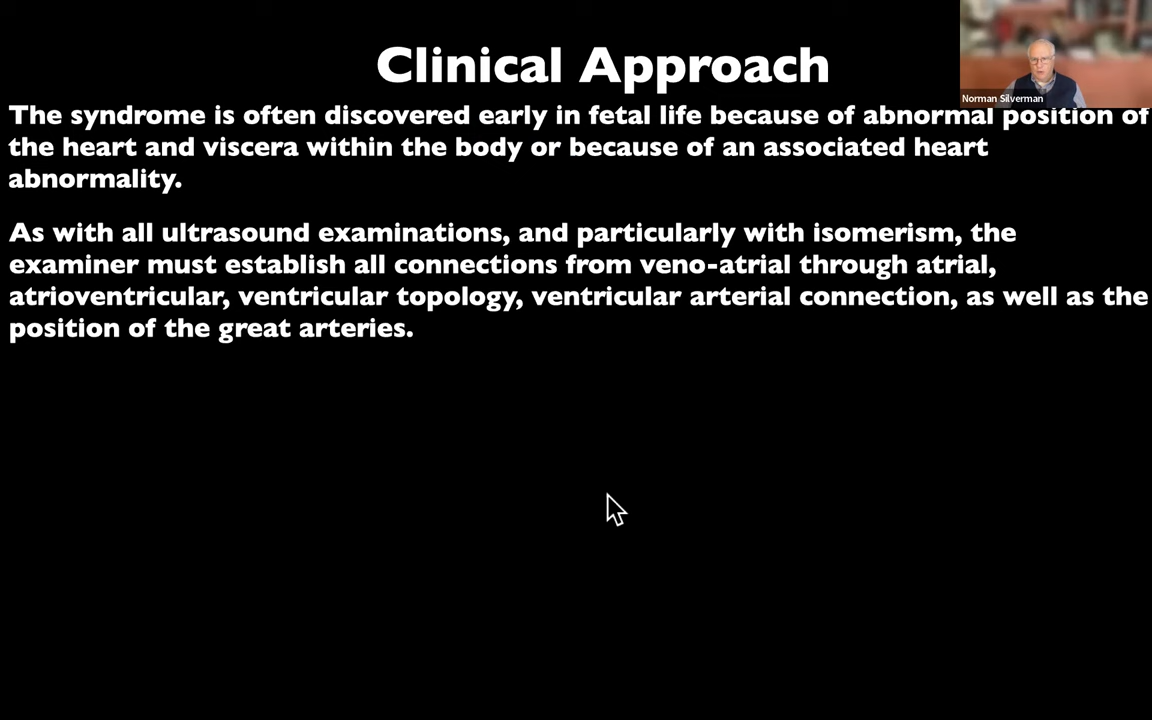 Clinical Approach
Norman Silverman
The syndrome is often discovered early in fetal life because of abnormal position of
the heart and viscera within the body or because of an associated heart
abnormality.
As with all ultrasound examinations, and particularly with isomerism, the
examiner must establish all connections from veno-atrial through atrial,
atrioventricular, ventricular topology, ventricular arterial connection, as well as the
position of the great arteries.